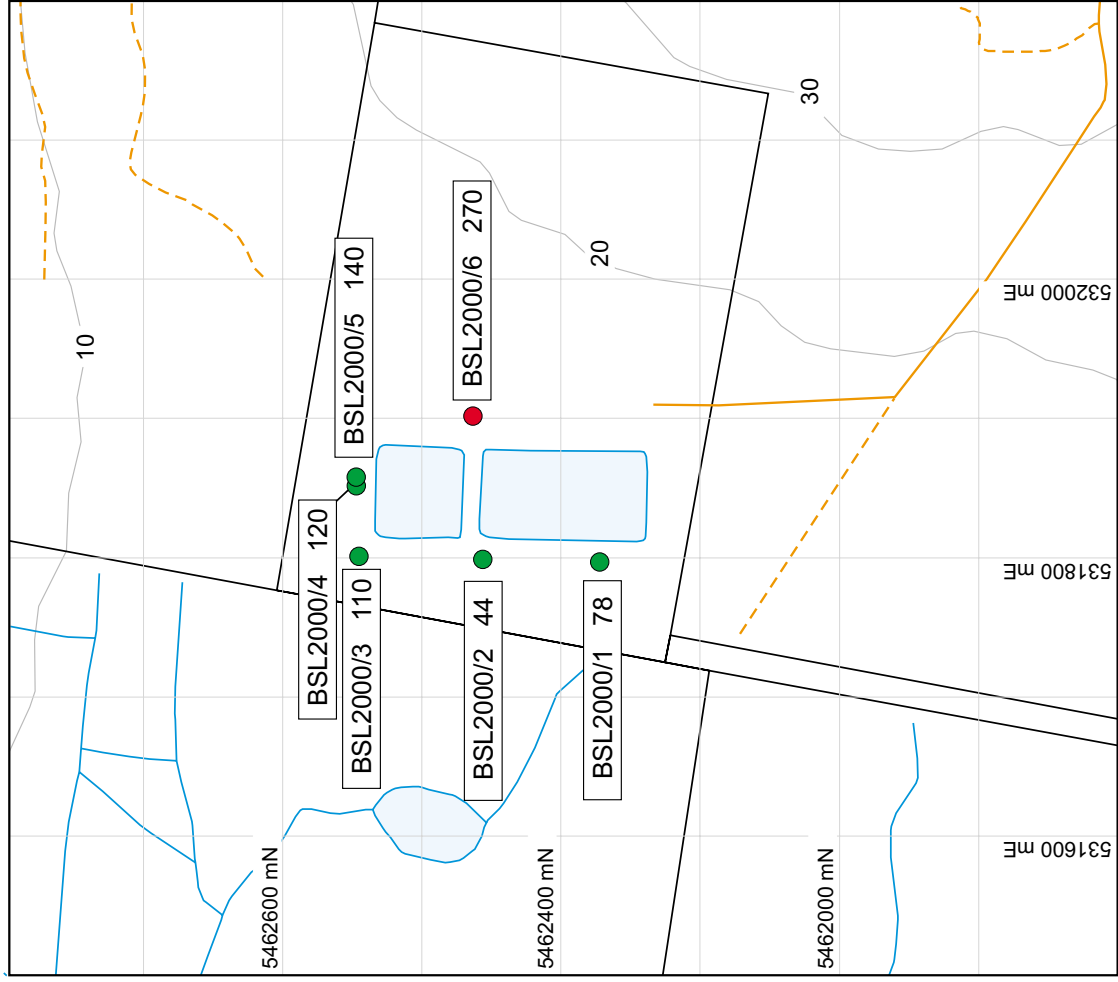 10
30
20
BSL2000/5 140
BSL2000/6 270
BSL2000/4 120
BSL2000/3 110
BSL2000/2 44
BSL2000/1 78
5462600 mN
5462400 mN
5462000 mN
532000 mE
531800 mE
531600 mE